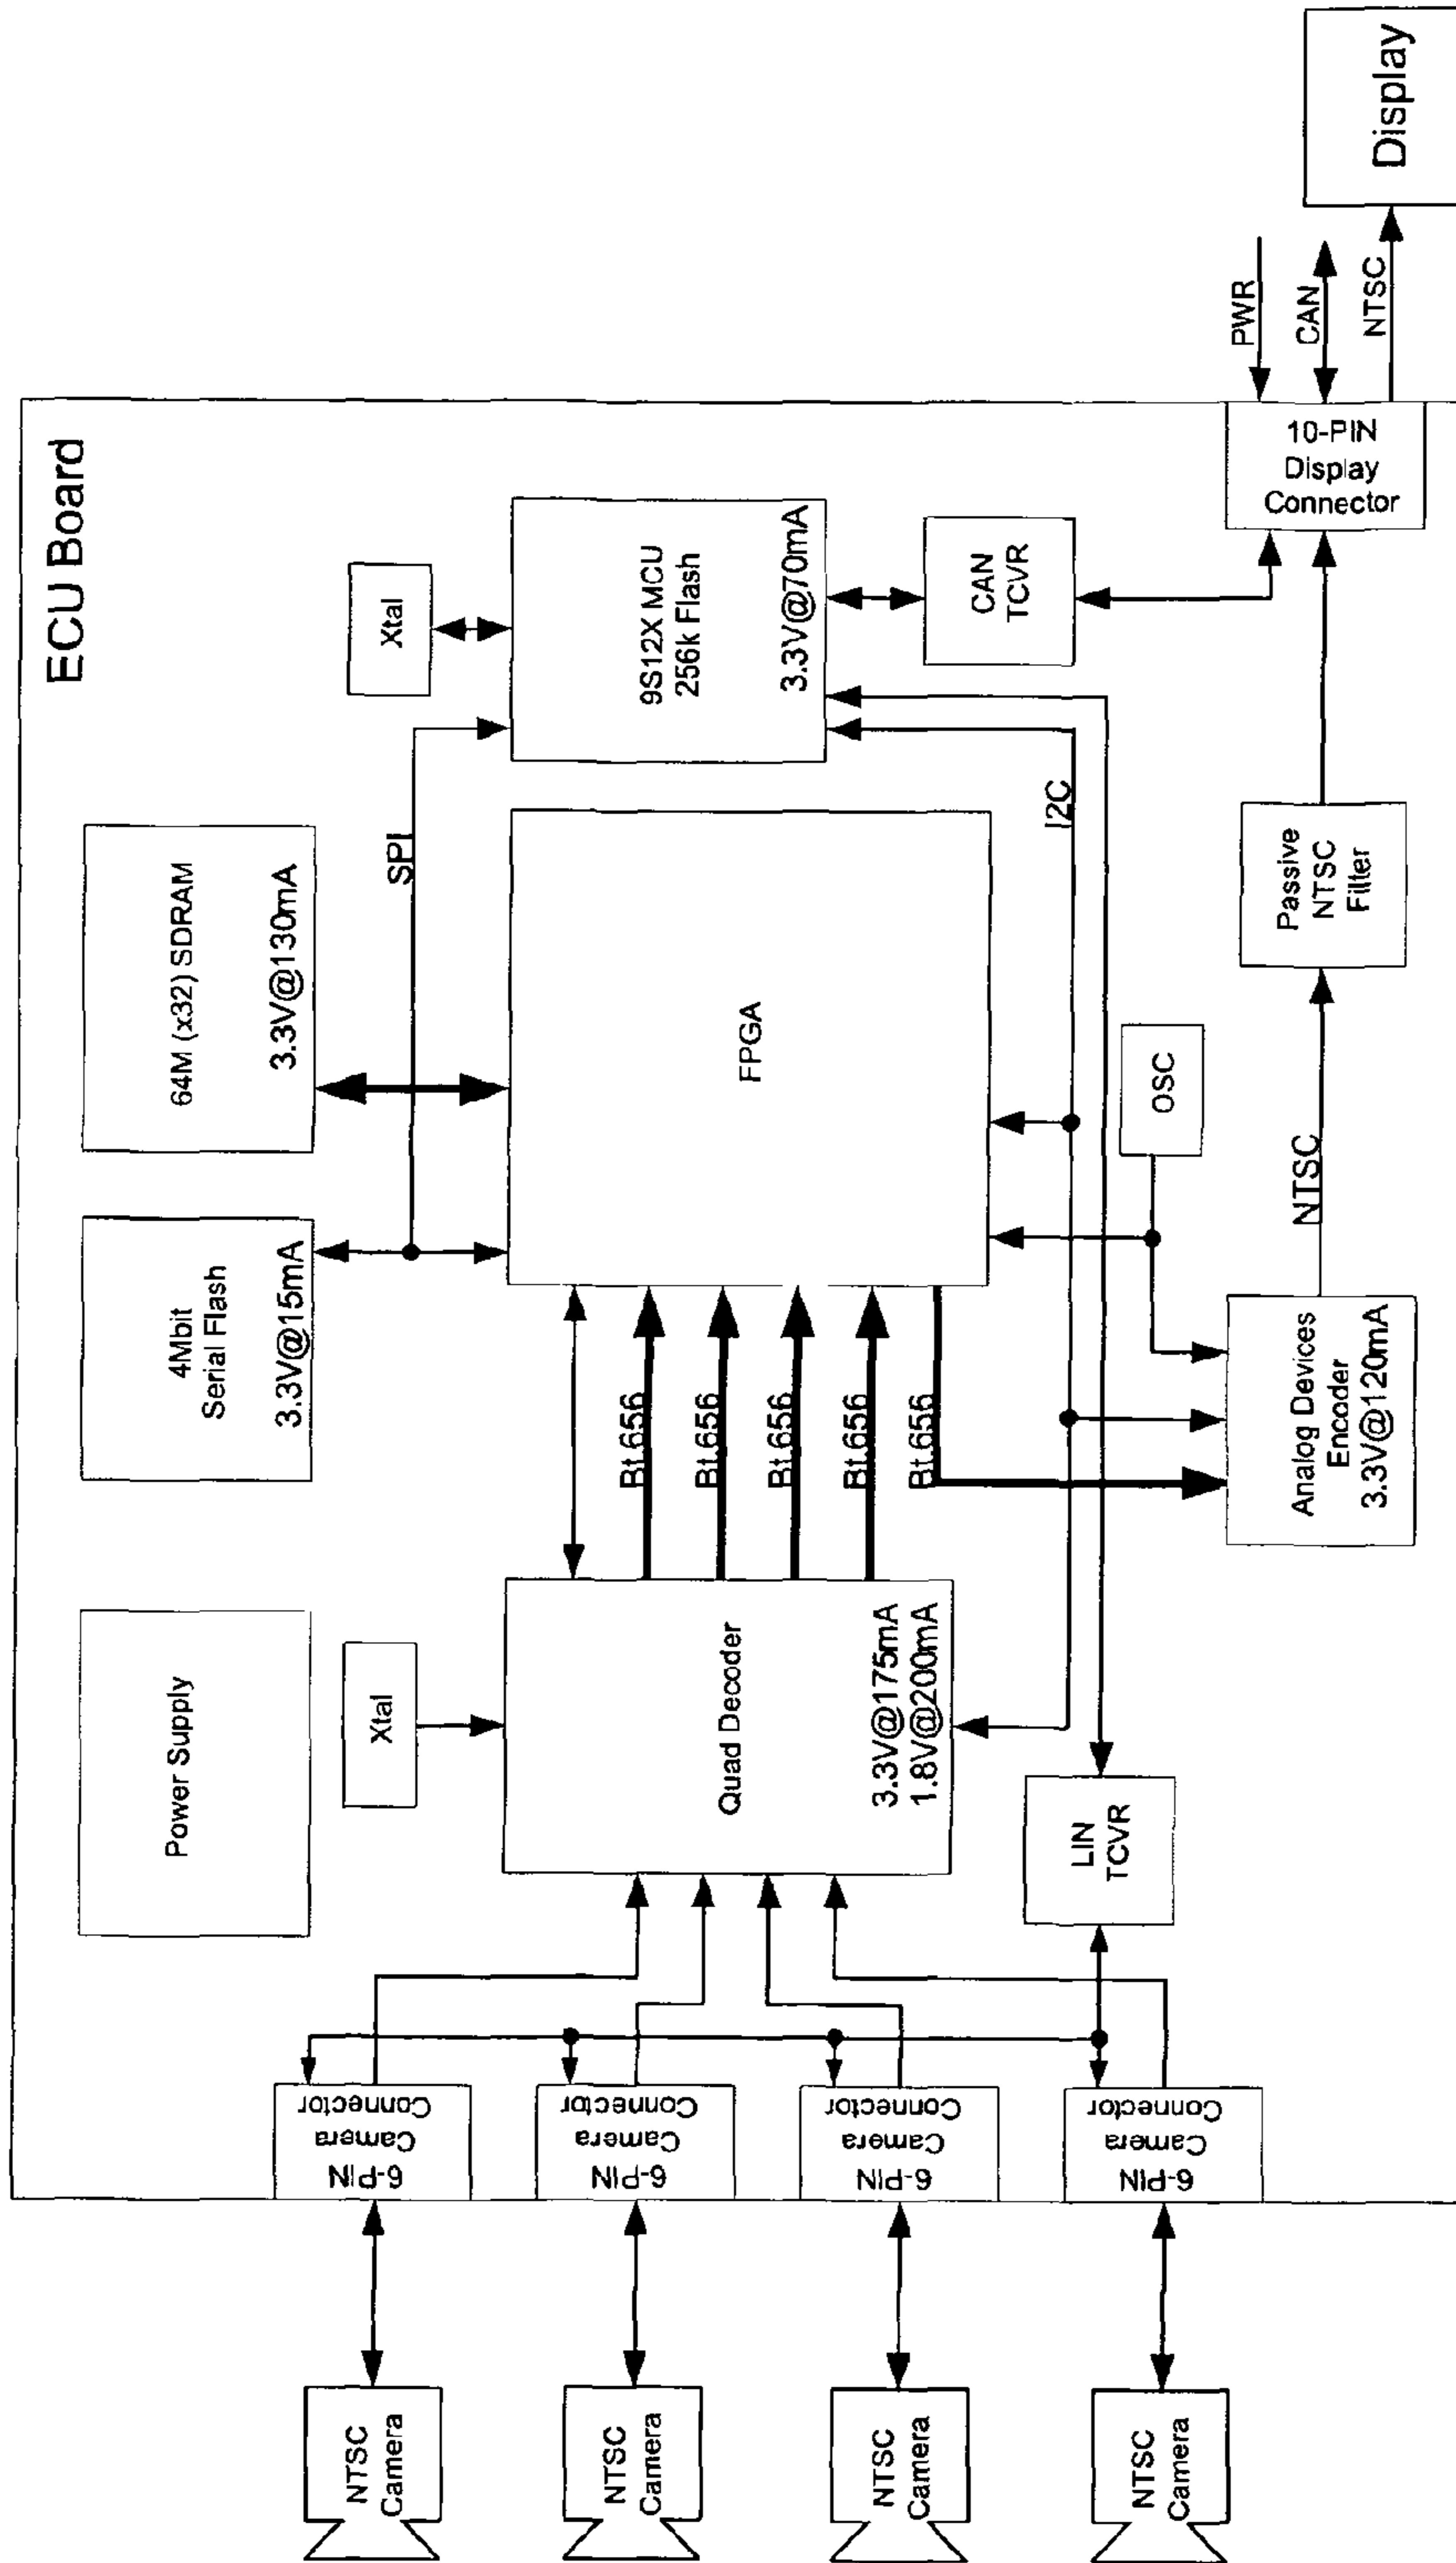 ECU Board
Power Supply
4Mbit
Serial Flash
3.3V@15mA
64M (x32) SDRAM
3.3V@130mA
Xtal
SPI
Xtal
NTSC
Camera
6-PIN
Camera
Connector
NTSC
Camera
6-PIN
Camera
Connector
NTSC
Camera
6-PIN
Camera
Connector
NTSC
Camera
6-PIN
Camera
Connector
Quad Decoder
3.3V@175mA
1.8V@200mA
Bt.656
Bt.656
Bt.656
Bt.656
Bt.656
FPGA
9S12X MCU
256k Flash
3.3V@70mA
I2C
LIN
TCVR
CAN
TCVR
OSC
Analog Devices
Encoder
3.3V@120mA
NTSC
Passive
NTSC
Filter
10-PIN
Display
Connector
PWR
CAN
NTSC
Display